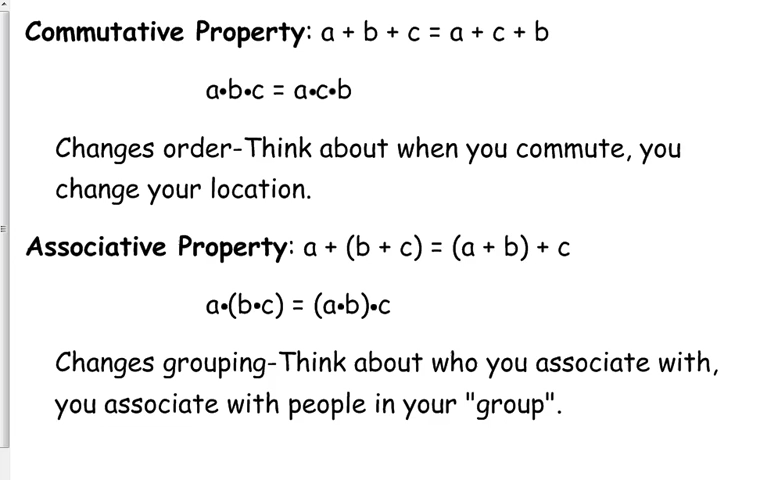 Commutative Property: a + b + c = a + c + b
a•b•c = a•c•b
Changes order-Think about when you commute, you
change your location.
Associative Property: a + (b + c) = (a + b) + c
a•(b•c) = (a•b)•c
Changes grouping-Think about who you associate with,
you associate with people in your "group".